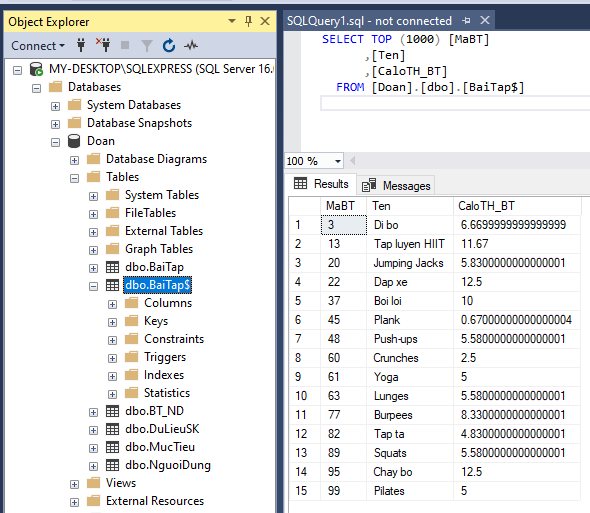 Object Explorer
Connect
MY-DESKTOP\SQLEXPRESS (SQL Server 16.
Databases
System Databases
Database Snapshots
Doan
Database Diagrams
Tables
System Tables
FileTables
External Tables
Graph Tables
dbo.BaiTap
dbo.BaiTap$
Columns
Keys
Constraints
Triggers
Indexes
Statistics
dbo.BT_ND
dbo.DuLieuSK
dbo.MucTieu
dbo.NguoiDung
Views
External Resources
SQLQuery1.sql - not connected
SELECT TOP (1000) [MaBT]
,[Ten]
,[CaloTH_BT]
FROM [Doan].[dbo].[BaiTap$]
100 %
Results Messages
MaBT Ten CaloTH_BT
1 3 Di bo 6.6699999999999999
2 13 Tap luyen HIIT 11.67
3 20 Jumping Jacks 5.8300000000000001
4 22 Dap xe 12.5
5 37 Boi loi 10
6 45 Plank 0.67000000000000004
7 48 Push-ups 5.5800000000000001
8 60 Crunches 2.5
9 61 Yoga 5
10 63 Lunges 5.5800000000000001
11 77 Burpees 8.3300000000000001
12 82 Tap ta 4.8300000000000001
13 89 Squats 5.5800000000000001
14 95 Chay bo 12.5
15 99 Pilates 5